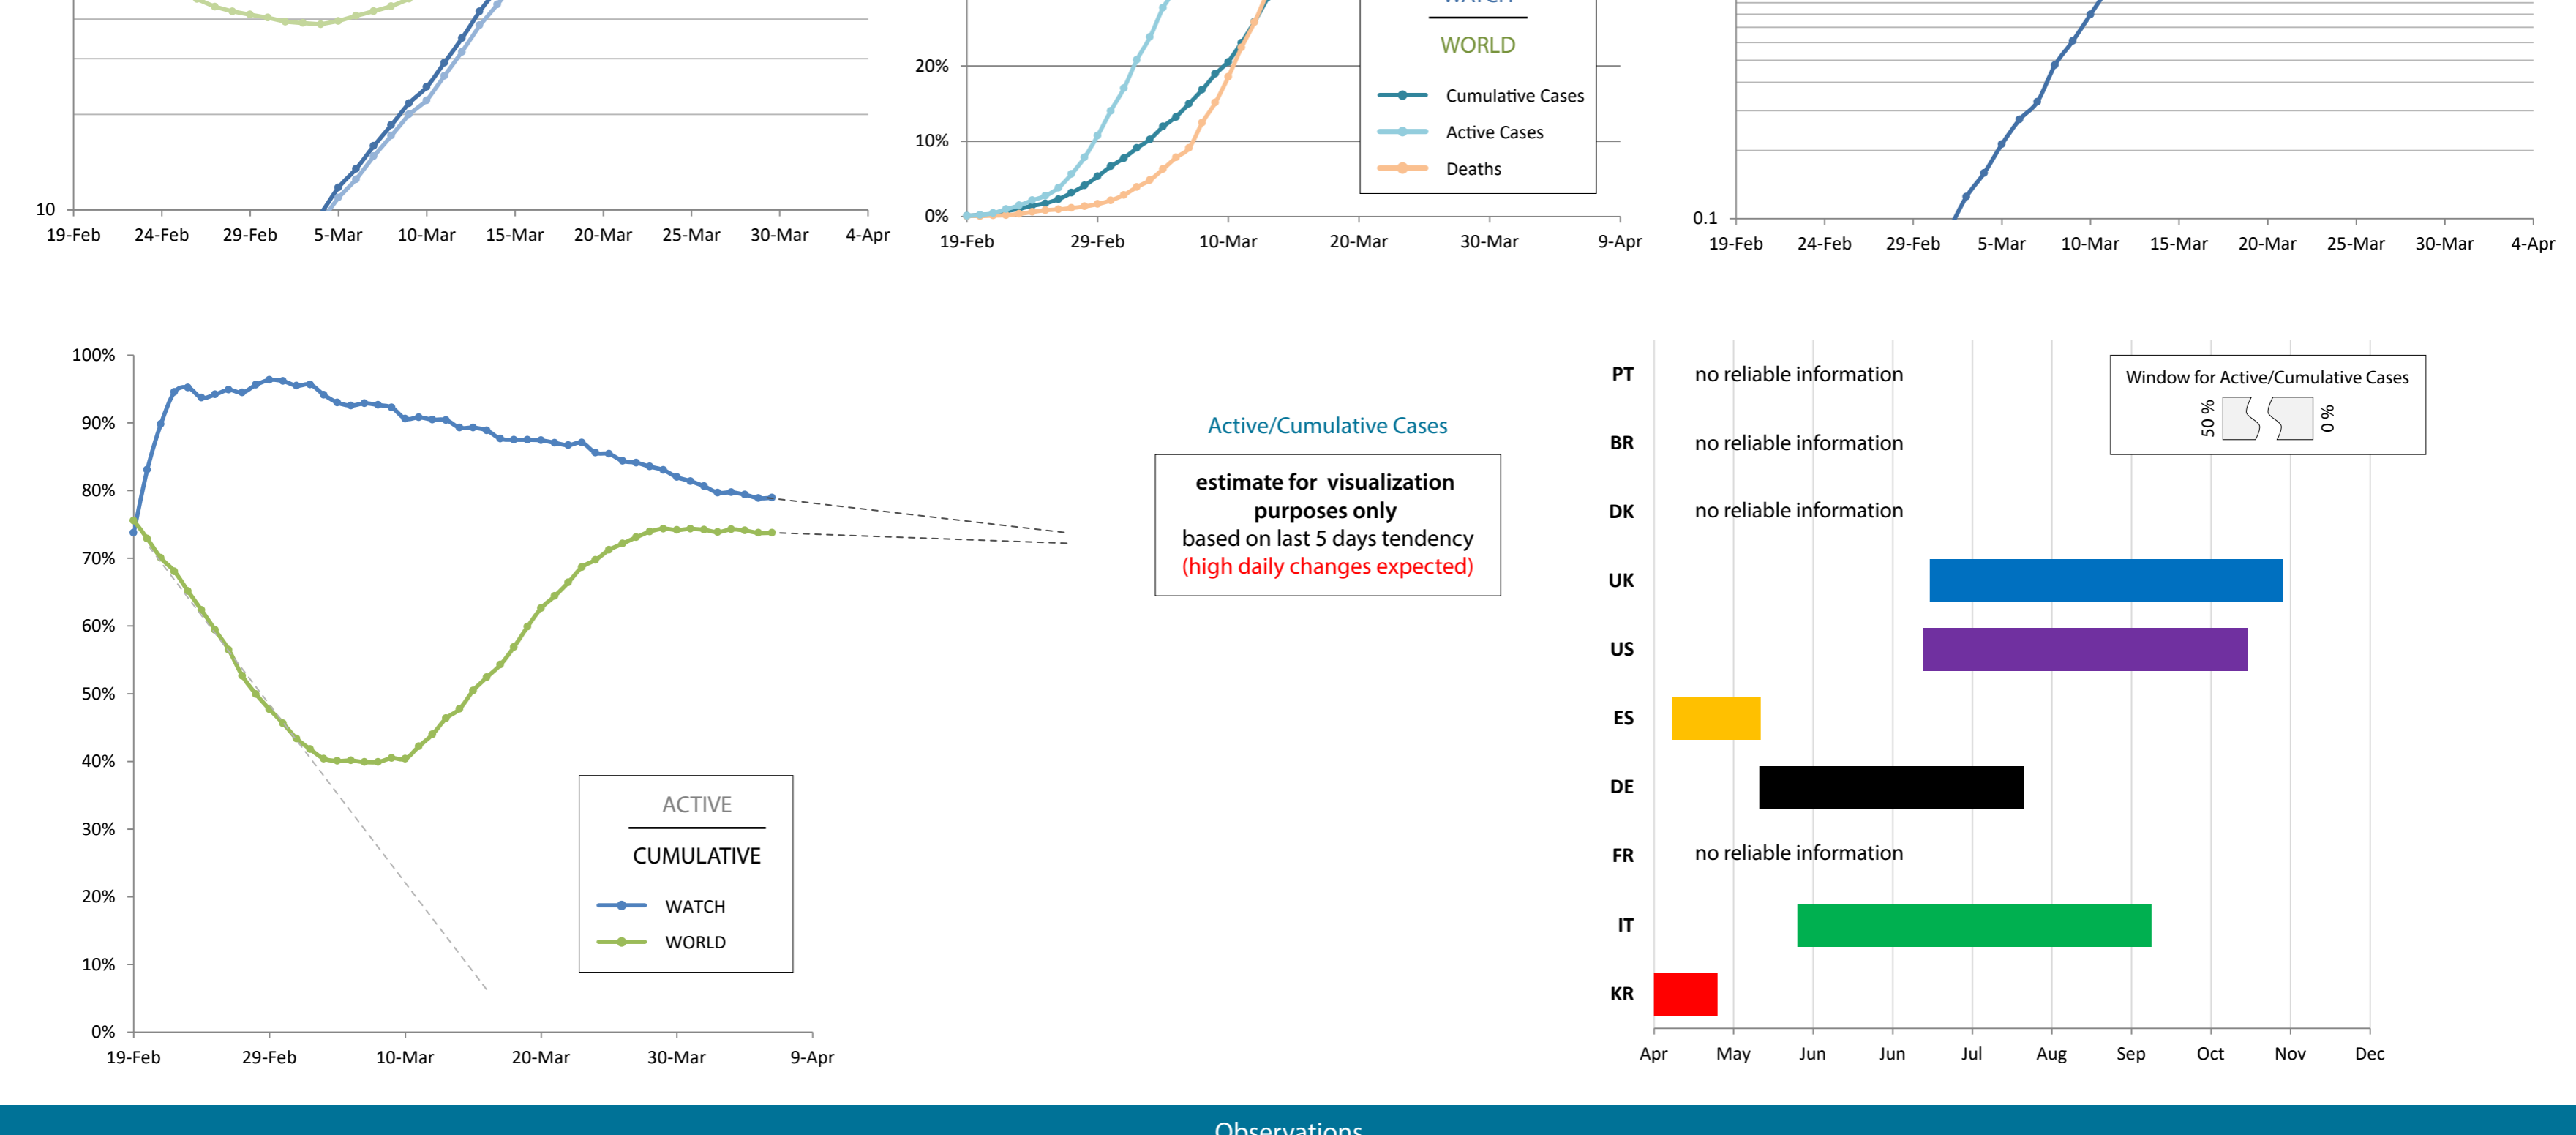 10
19-Feb 24-Feb 29-Feb 5-Mar 10-Mar 15-Mar 20-Mar 25-Mar 30-Mar 4-Apr
WATCH
WORLD
Cumulative Cases
Active Cases
Deaths
20%
10%
0%
19-Feb 29-Feb 10-Mar 20-Mar 30-Mar 9-Apr
0.1
19-Feb 24-Feb 29-Feb 5-Mar 10-Mar 15-Mar 20-Mar 25-Mar 30-Mar 4-Apr
100%
90%
80%
70%
60%
50%
40%
30%
20%
10%
0%
19-Feb 29-Feb 10-Mar 20-Mar 30-Mar 9-Apr
ACTIVE
CUMULATIVE
WATCH
WORLD
Active/Cumulative Cases
estimate for visualization
purposes only
based on last 5 days tendency
(high daily changes expected)
Window for Active/Cumulative Cases
50 % 0 %
PT no reliable information
BR no reliable information
DK no reliable information
UK
US
ES
DE
FR no reliable information
IT
KR
Apr May Jun Jun Jul Aug Sep Oct Nov Dec
Observations